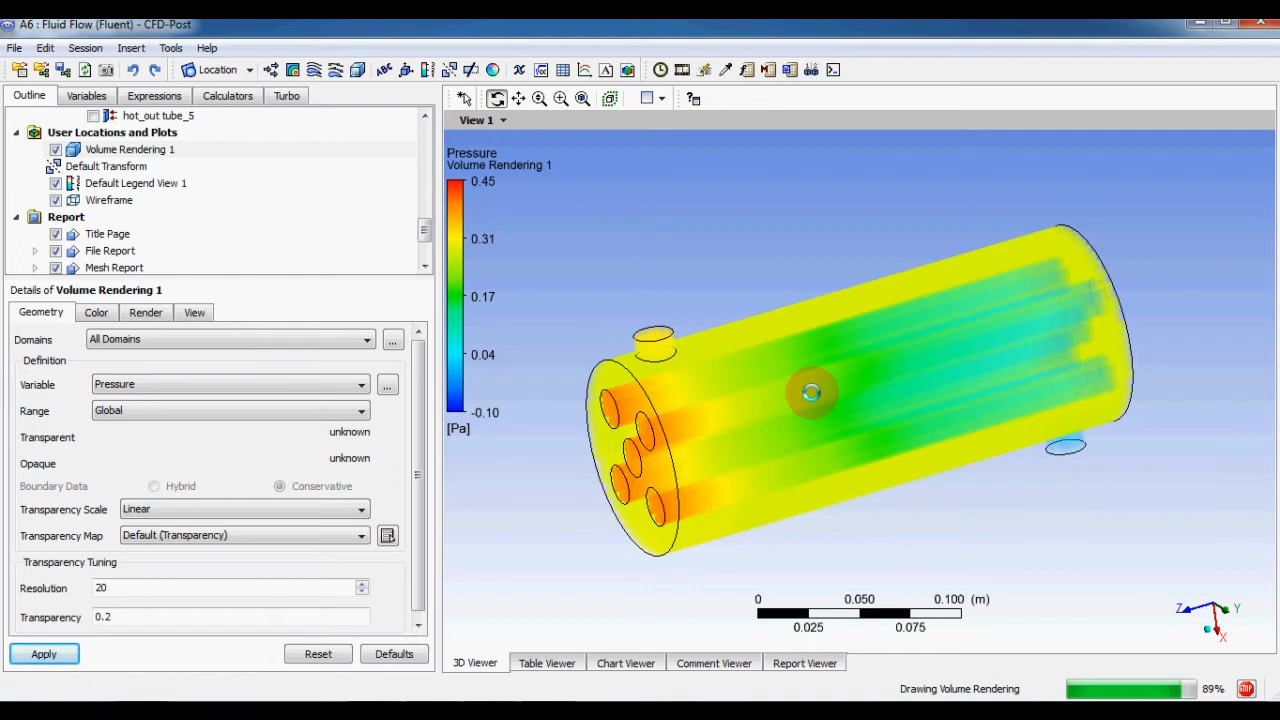 A6 : Fluid Flow (Fluent) - CFD-Post
File Edit Session Insert Tools Help
Location
Outline Variables Expressions Calculators Turbo
hot_out tube_5
User Locations and Plots
Volume Rendering 1
Default Transform
Default Legend View 1
Wireframe
Report
Title Page
File Report
Mesh Report
Details of Volume Rendering 1
Geometry Color Render View
Domains All Domains ...
Definition
Variable Pressure ...
Range Global
Transparent unknown
Opaque unknown
Boundary Data Hybrid Conservative
Transparency Scale Linear
Transparency Map Default (Transparency)
Transparency Tuning
Resolution 20
Transparency 0.2
Apply Reset Defaults
View 1
Pressure
Volume Rendering 1
0.45
0.31
0.17
0.04
-0.10
[Pa]
0 0.050 0.100 (m)
0.025 0.075
Z Y
X
3D Viewer Table Viewer Chart Viewer Comment Viewer Report Viewer
Drawing Volume Rendering 89% STOP